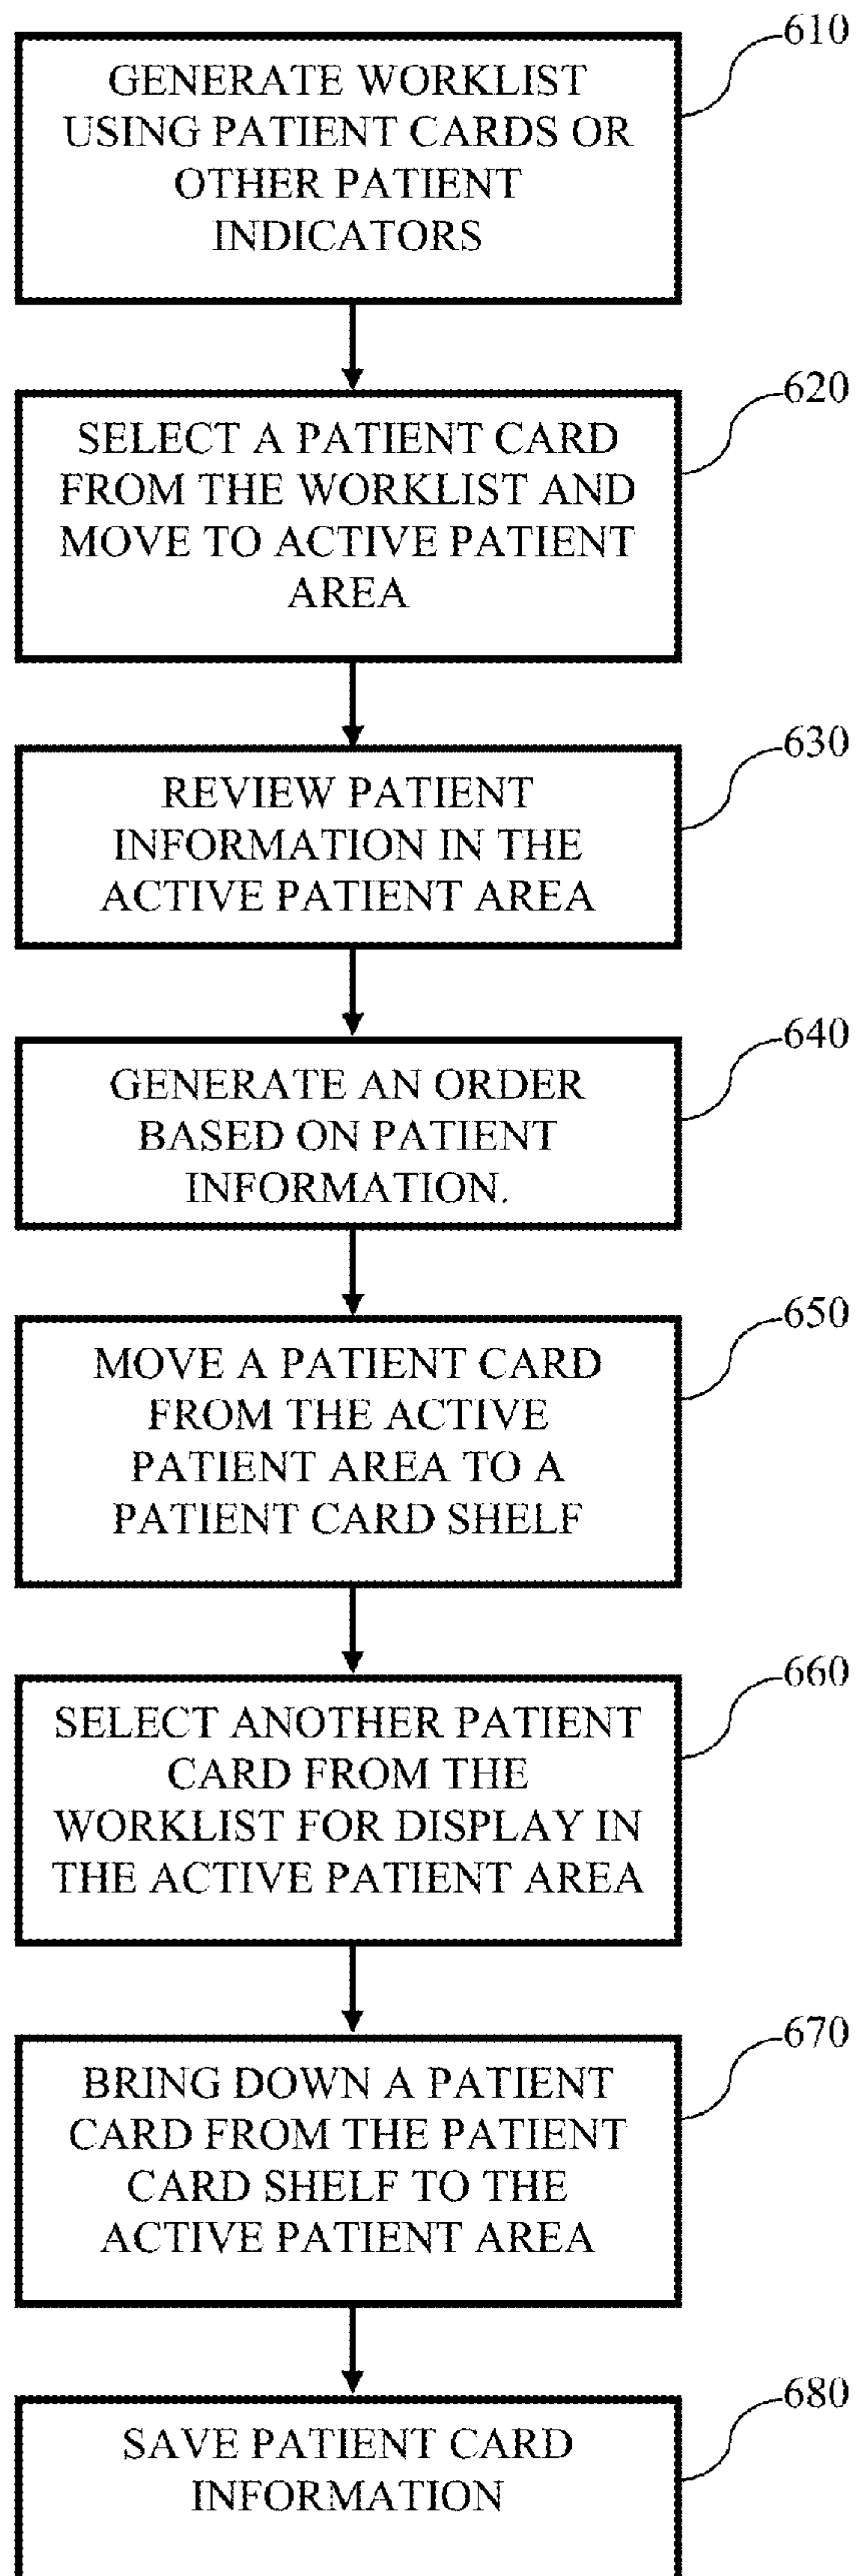 610
GENERATE WORKLIST
USING PATIENT CARDS OR
OTHER PATIENT
INDICATORS
620
SELECT A PATIENT CARD
FROM THE WORKLIST AND
MOVE TO ACTIVE PATIENT
AREA
630
REVIEW PATIENT
INFORMATION IN THE
ACTIVE PATIENT AREA
640
GENERATE AN ORDER
BASED ON PATIENT
INFORMATION.
650
MOVE A PATIENT CARD
FROM THE ACTIVE
PATIENT AREA TO A
PATIENT CARD SHELF
660
SELECT ANOTHER PATIENT
CARD FROM THE
WORKLIST FOR DISPLAY IN
THE ACTIVE PATIENT AREA
670
BRING DOWN A PATIENT
CARD FROM THE PATIENT
CARD SHELF TO THE
ACTIVE PATIENT AREA
680
SAVE PATIENT CARD
INFORMATION